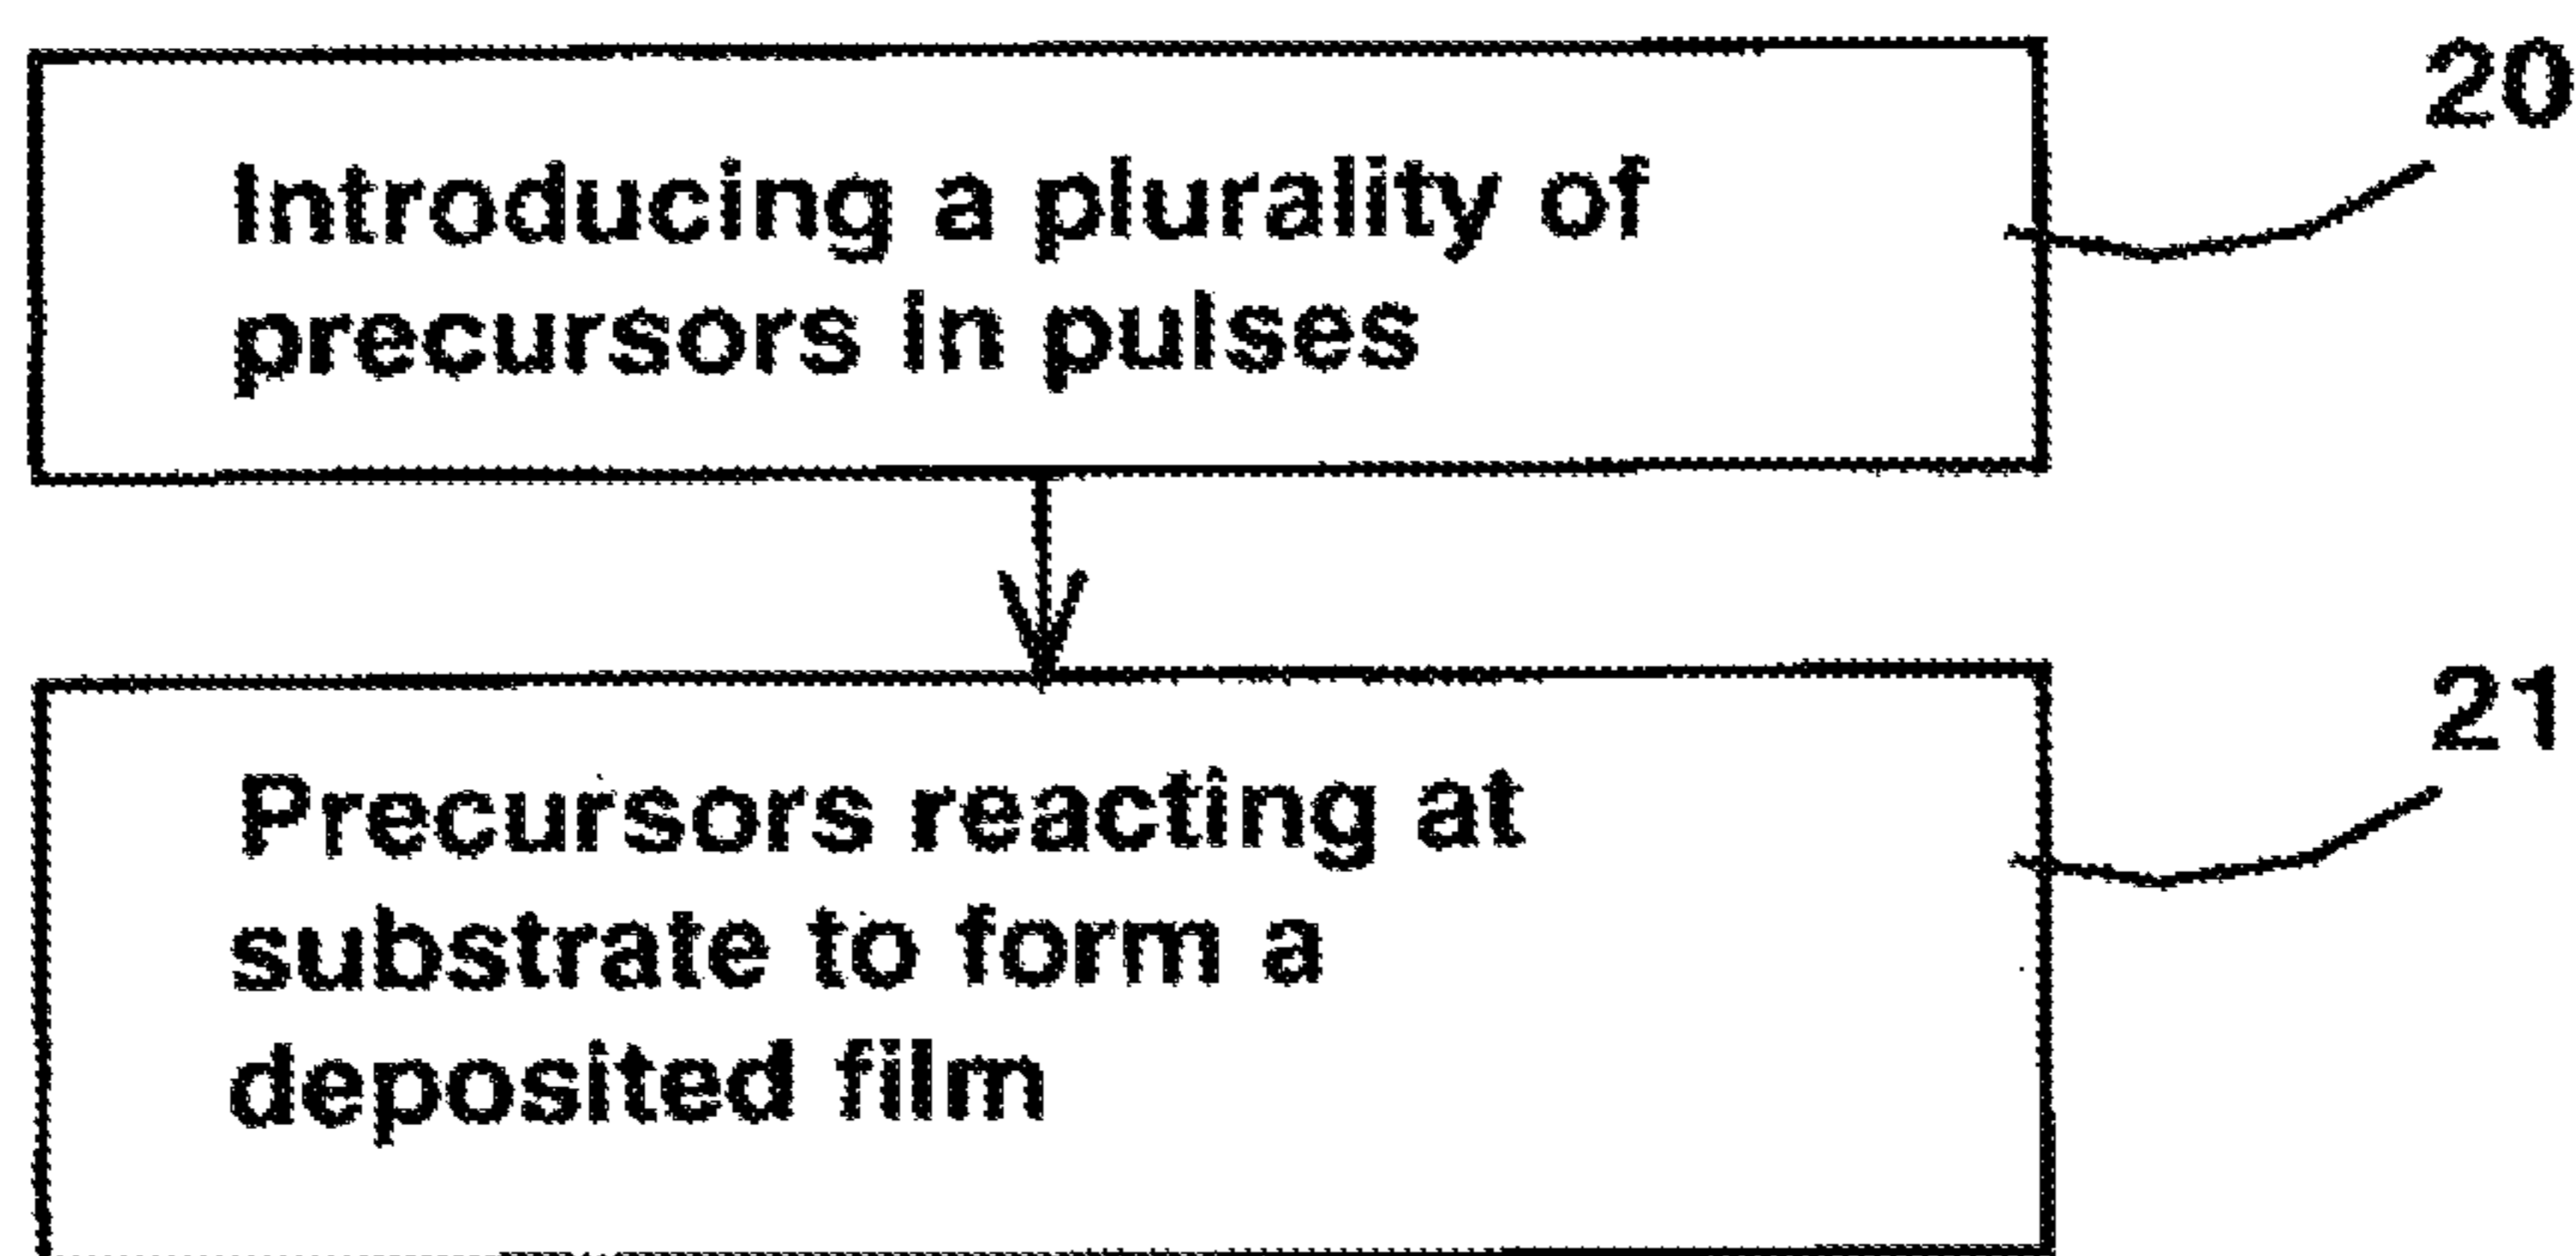 20
Introducing a plurality of
precursors in pulses
21
Precursors reacting at
substrate to form a
deposited film